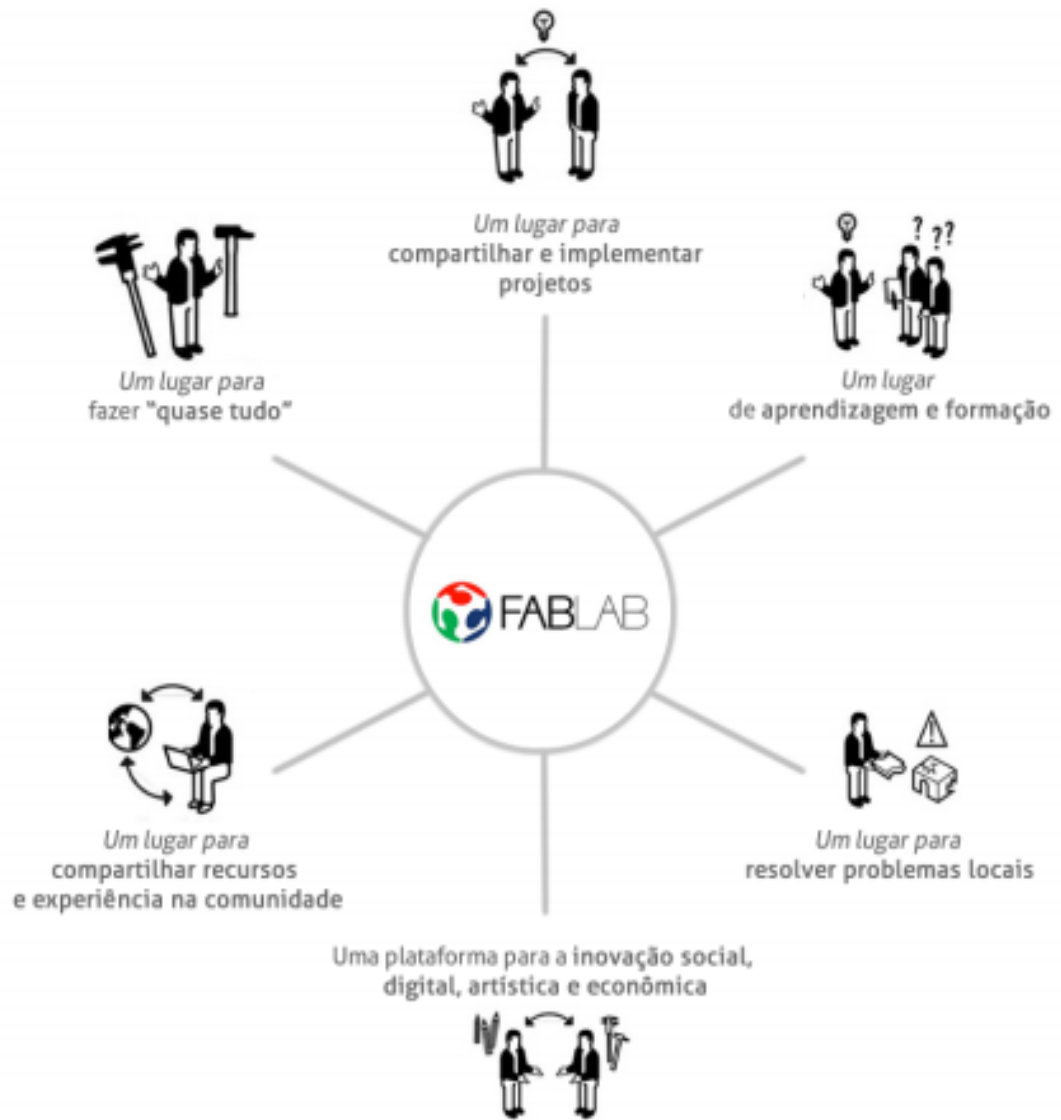 Um lugar para
compartilhar e implementar
projetos
Um lugar para
fazer “quase tudo”
? ? ?
Um lugar
de aprendizagem e formação
FABLAB
Um lugar para
compartilhar recursos
e experiência na comunidade
Um lugar para
resolver problemas locais
Uma plataforma para a inovação social,
digital, artística e econômica